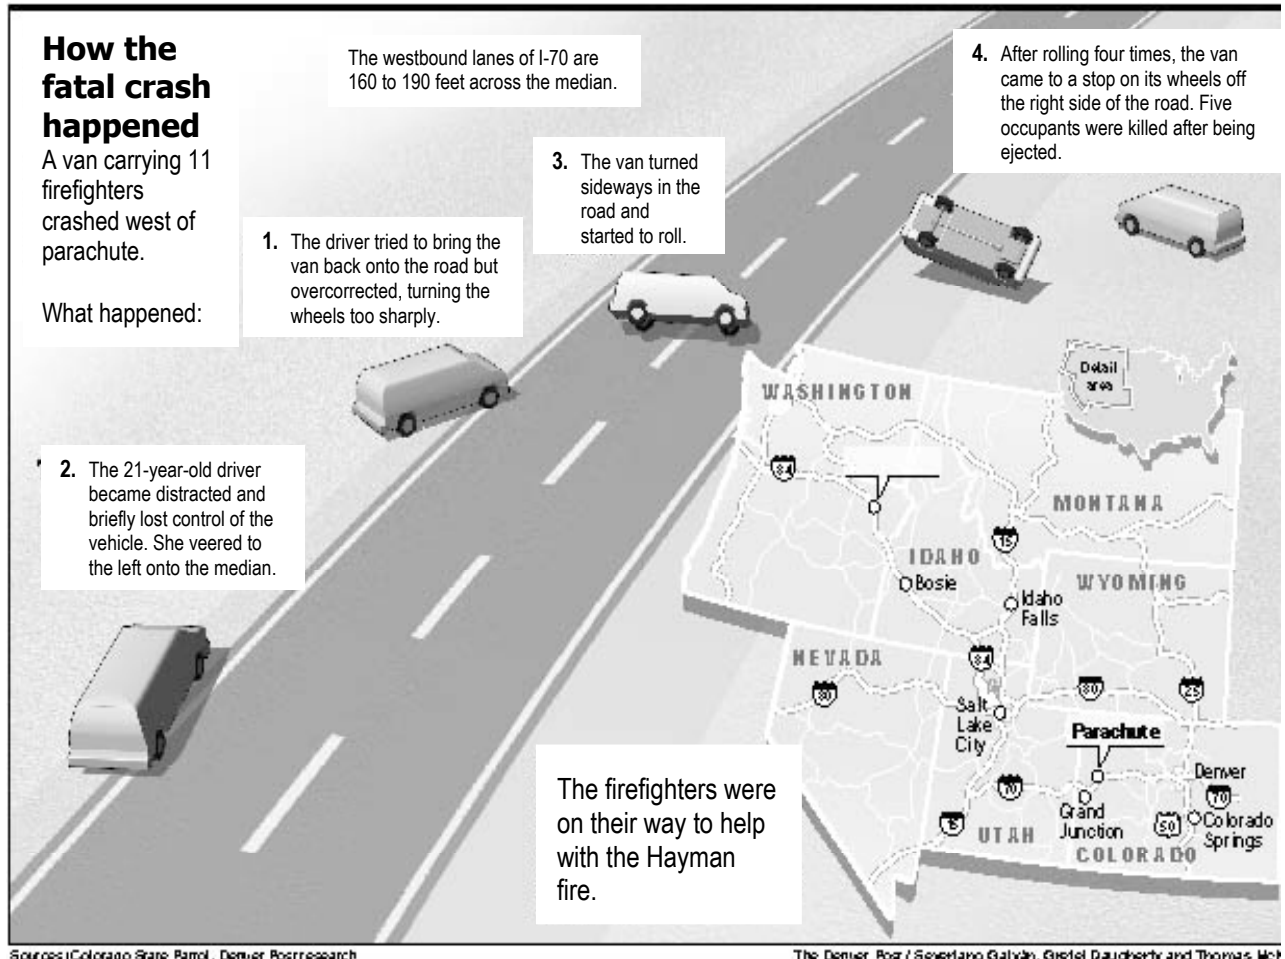 How the
fatal crash
happened
A van carrying 11
firefighters
crashed west of
parachute.
What happened:
The westbound lanes of I-70 are
160 to 190 feet across the median.
1. The driver tried to bring the
van back onto the road but
overcorrected, turning the
wheels too sharply.
2. The 21-year-old driver
became distracted and
briefly lost control of the
vehicle. She veered to
the left onto the median.
3. The van turned
sideways in the
road and
started to roll.
4. After rolling four times, the van
came to a stop on its wheels off
the right side of the road. Five
occupants were killed after being
ejected.
Detail
area
WASHINGTON
84
MONTANA
15
IDAHO
Bosie
WYOMING
Idaho
Falls
NEVADA
84
80
80
25
Salt
Lake
City
Parachute
Denver
70
70
Grand
Junction
50
Colorado
Springs
15
UTAH
COLORADO
The firefighters were
on their way to help
with the Hayman
fire.
Sources: Colorado State Patrol, Denver Post research
The Denver Post / Severiano Galván, Gretel Daugherty and Thomas